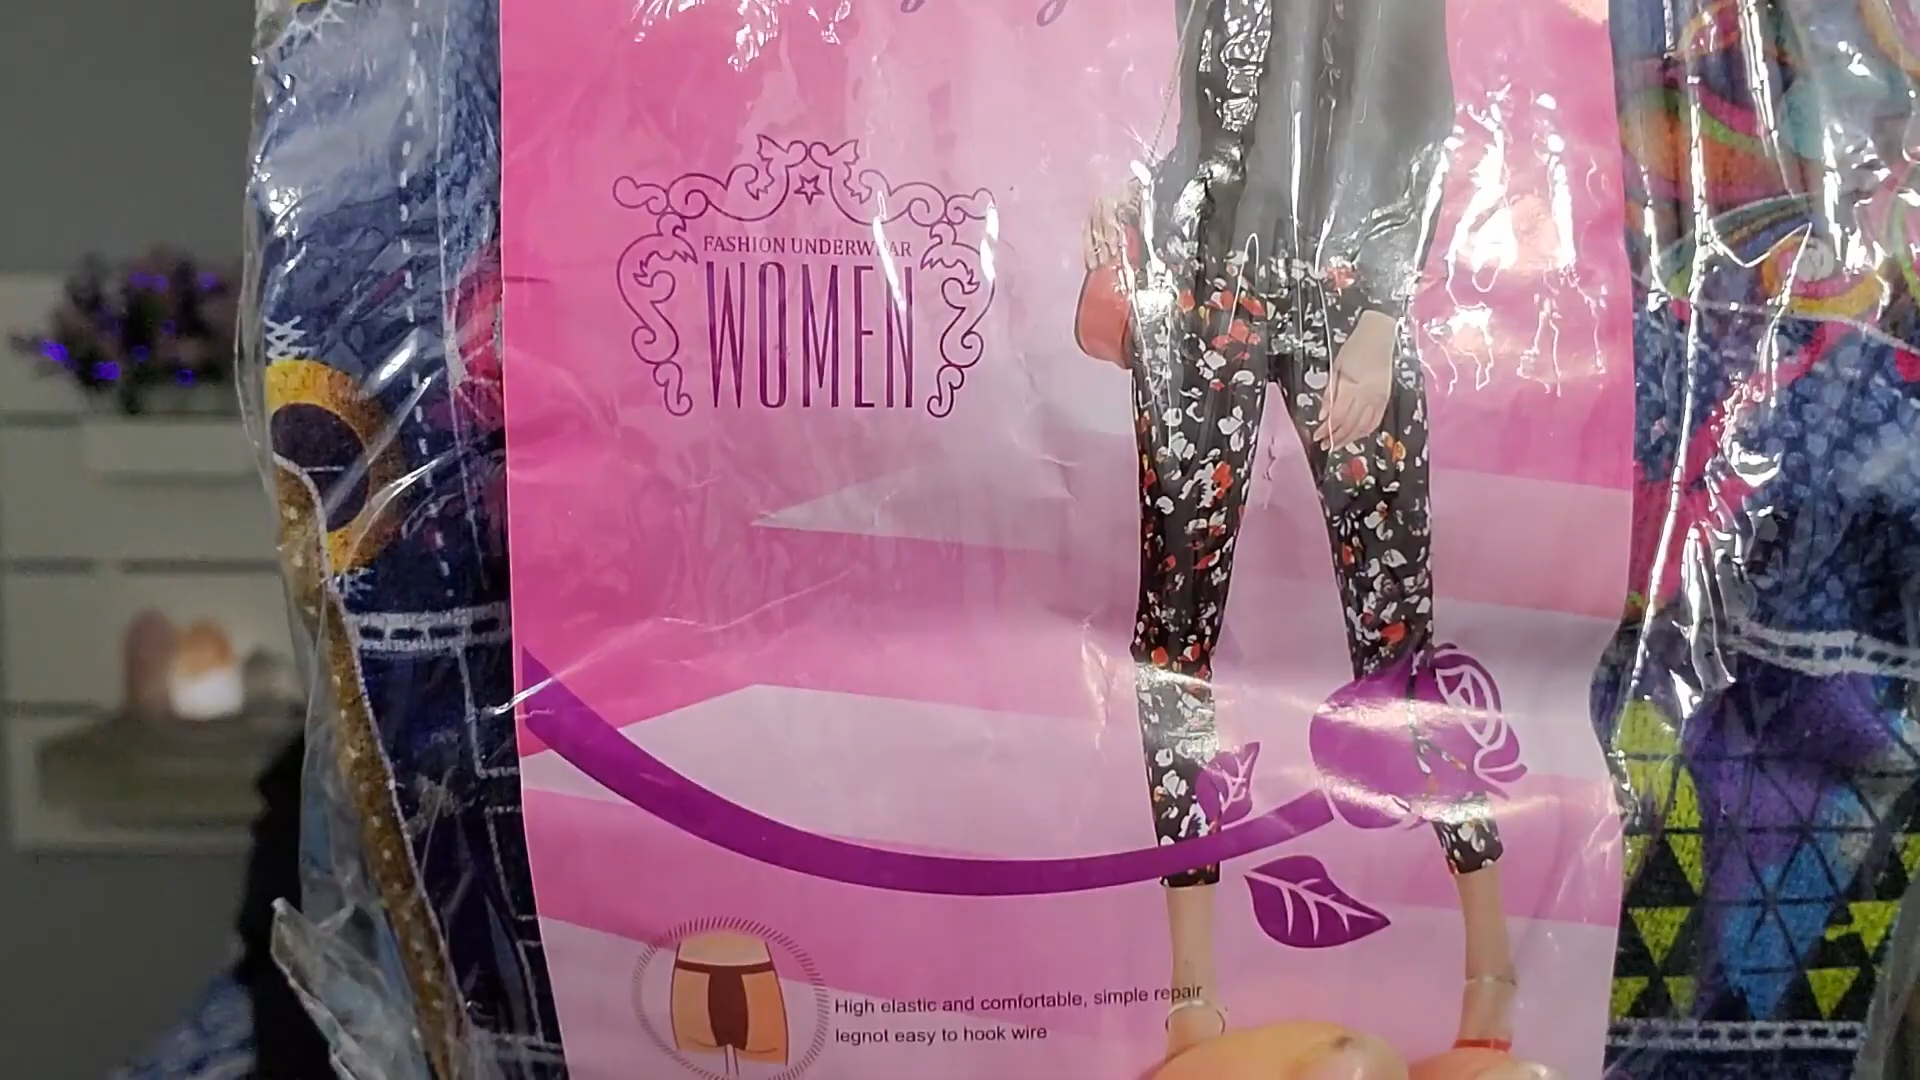 FASHION UNDERWEAR
WOMEN
High elastic and comfortable, simple repair
legnot easy to hook wire